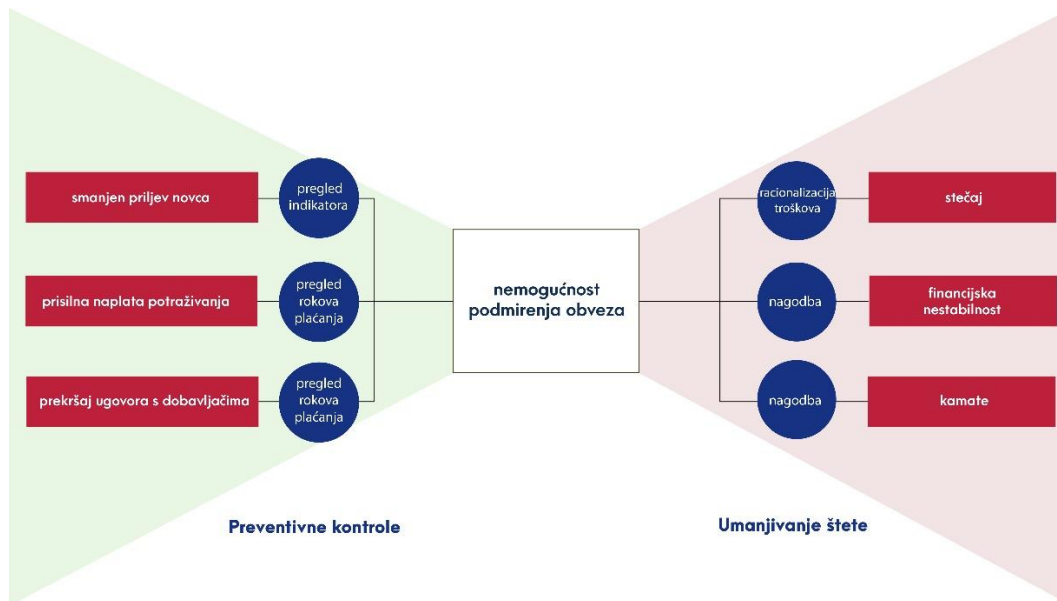 smanjen priljev novca
pregled
indikatora
prisilna naplata potraživanja
pregled
rokova
plaćanja
prekršaj ugovora s dobavljačima
pregled
rokova
plaćanja
nemogućnost
podmirenja obveza
racionalizacija
troškova
stečaj
nagodba
financijska
nestabilnost
nagodba
kamate
Preventivne kontrole
Umanjivanje štete